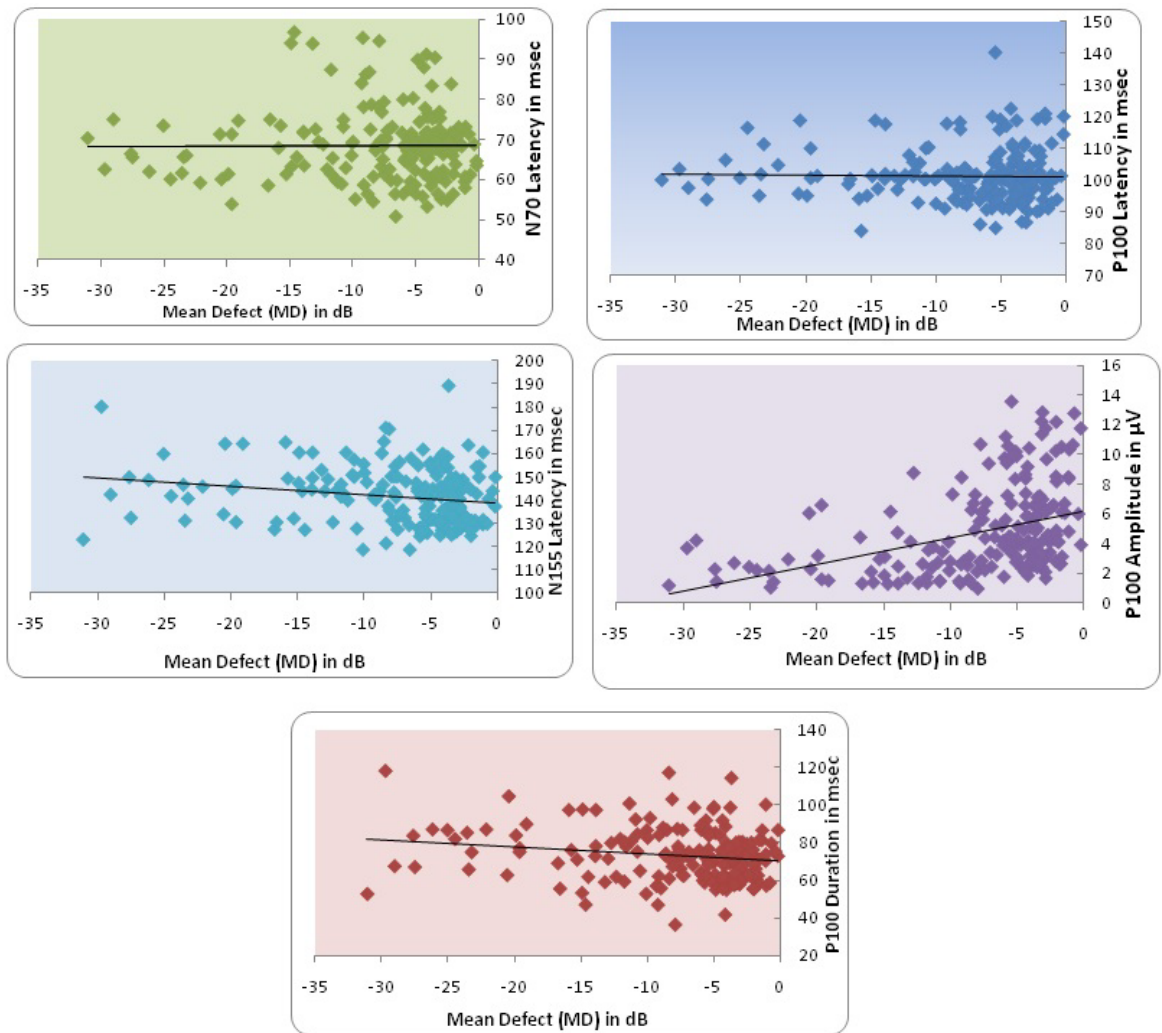 100
90
80
70
60
50
40
N70 Latency in msec
-35 -30 -25 -20 -15 -10 -5 0
Mean Defect (MD) in dB
150
140
130
120
110
100
90
80
70
P100 Latency in msec
-35 -30 -25 -20 -15 -10 -5 0
Mean Defect (MD) in dB
200
190
180
170
160
150
140
130
120
110
100
N155 Latency in msec
-35 -30 -25 -20 -15 -10 -5 0
Mean Defect (MD) in dB
16
14
12
10
8
6
4
2
0
P100 Amplitude in µV
-35 -30 -25 -20 -15 -10 -5 0
Mean Defect (MD) in dB
140
120
100
80
60
40
20
P100 Duration in msec
-35 -30 -25 -20 -15 -10 -5 0
Mean Defect (MD) in dB